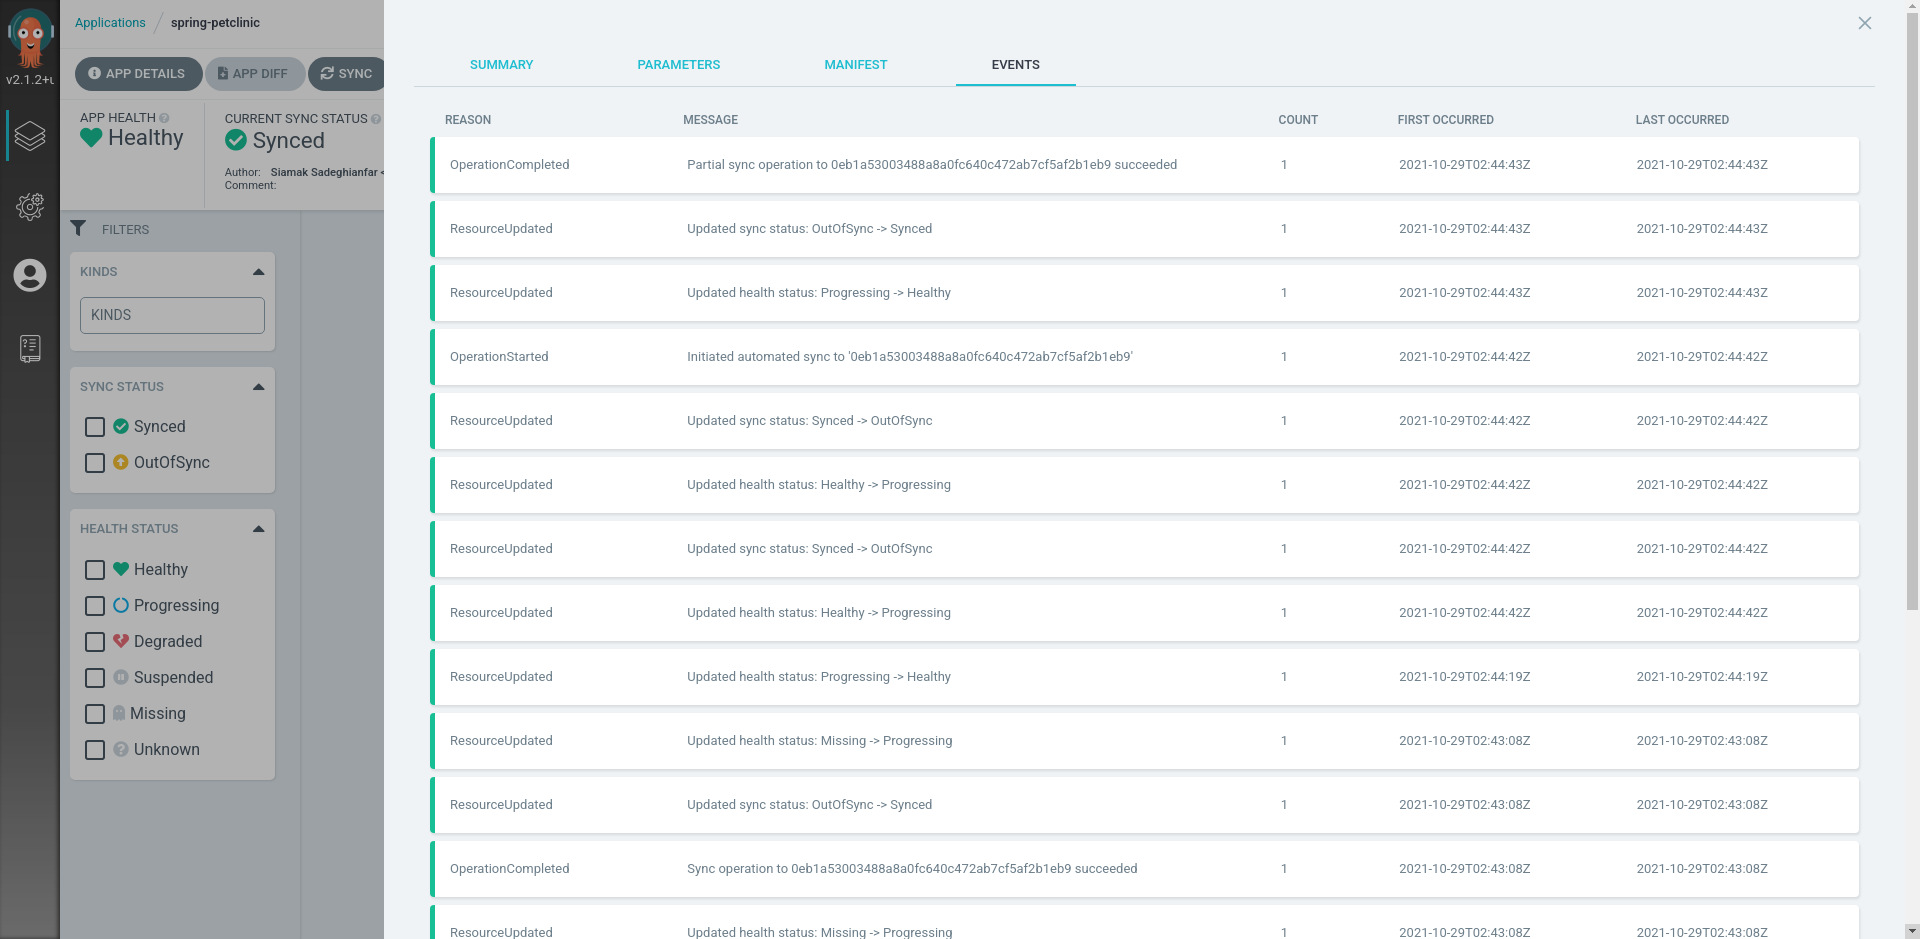 v2.1.2+u
Applications / spring-petclinic
APP DETAILS
APP DIFF
SYNC
APP HEALTH
Healthy
CURRENT SYNC STATUS
Synced
Author: Siamak Sadeghianfar <
Comment:
FILTERS
KINDS
KINDS
SYNC STATUS
Synced
OutOfSync
HEALTH STATUS
Healthy
Progressing
Degraded
Suspended
Missing
Unknown
SUMMARY PARAMETERS MANIFEST EVENTS
REASON MESSAGE COUNT FIRST OCCURRED LAST OCCURRED
OperationCompleted Partial sync operation to 0eb1a53003488a8a0fc640c472ab7cf5af2b1eb9 succeeded 1 2021-10-29T02:44:43Z 2021-10-29T02:44:43Z
ResourceUpdated Updated sync status: OutOfSync -> Synced 1 2021-10-29T02:44:43Z 2021-10-29T02:44:43Z
ResourceUpdated Updated health status: Progressing -> Healthy 1 2021-10-29T02:44:43Z 2021-10-29T02:44:43Z
OperationStarted Initiated automated sync to '0eb1a53003488a8a0fc640c472ab7cf5af2b1eb9' 1 2021-10-29T02:44:42Z 2021-10-29T02:44:42Z
ResourceUpdated Updated sync status: Synced -> OutOfSync 1 2021-10-29T02:44:42Z 2021-10-29T02:44:42Z
ResourceUpdated Updated health status: Healthy -> Progressing 1 2021-10-29T02:44:42Z 2021-10-29T02:44:42Z
ResourceUpdated Updated sync status: Synced -> OutOfSync 1 2021-10-29T02:44:42Z 2021-10-29T02:44:42Z
ResourceUpdated Updated health status: Healthy -> Progressing 1 2021-10-29T02:44:42Z 2021-10-29T02:44:42Z
ResourceUpdated Updated health status: Progressing -> Healthy 1 2021-10-29T02:44:19Z 2021-10-29T02:44:19Z
ResourceUpdated Updated health status: Missing -> Progressing 1 2021-10-29T02:43:08Z 2021-10-29T02:43:08Z
ResourceUpdated Updated sync status: OutOfSync -> Synced 1 2021-10-29T02:43:08Z 2021-10-29T02:43:08Z
OperationCompleted Sync operation to 0eb1a53003488a8a0fc640c472ab7cf5af2b1eb9 succeeded 1 2021-10-29T02:43:08Z 2021-10-29T02:43:08Z
ResourceUpdated Updated health status: Missing -> Progressing 1 2021-10-29T02:43:08Z 2021-10-29T02:43:08Z